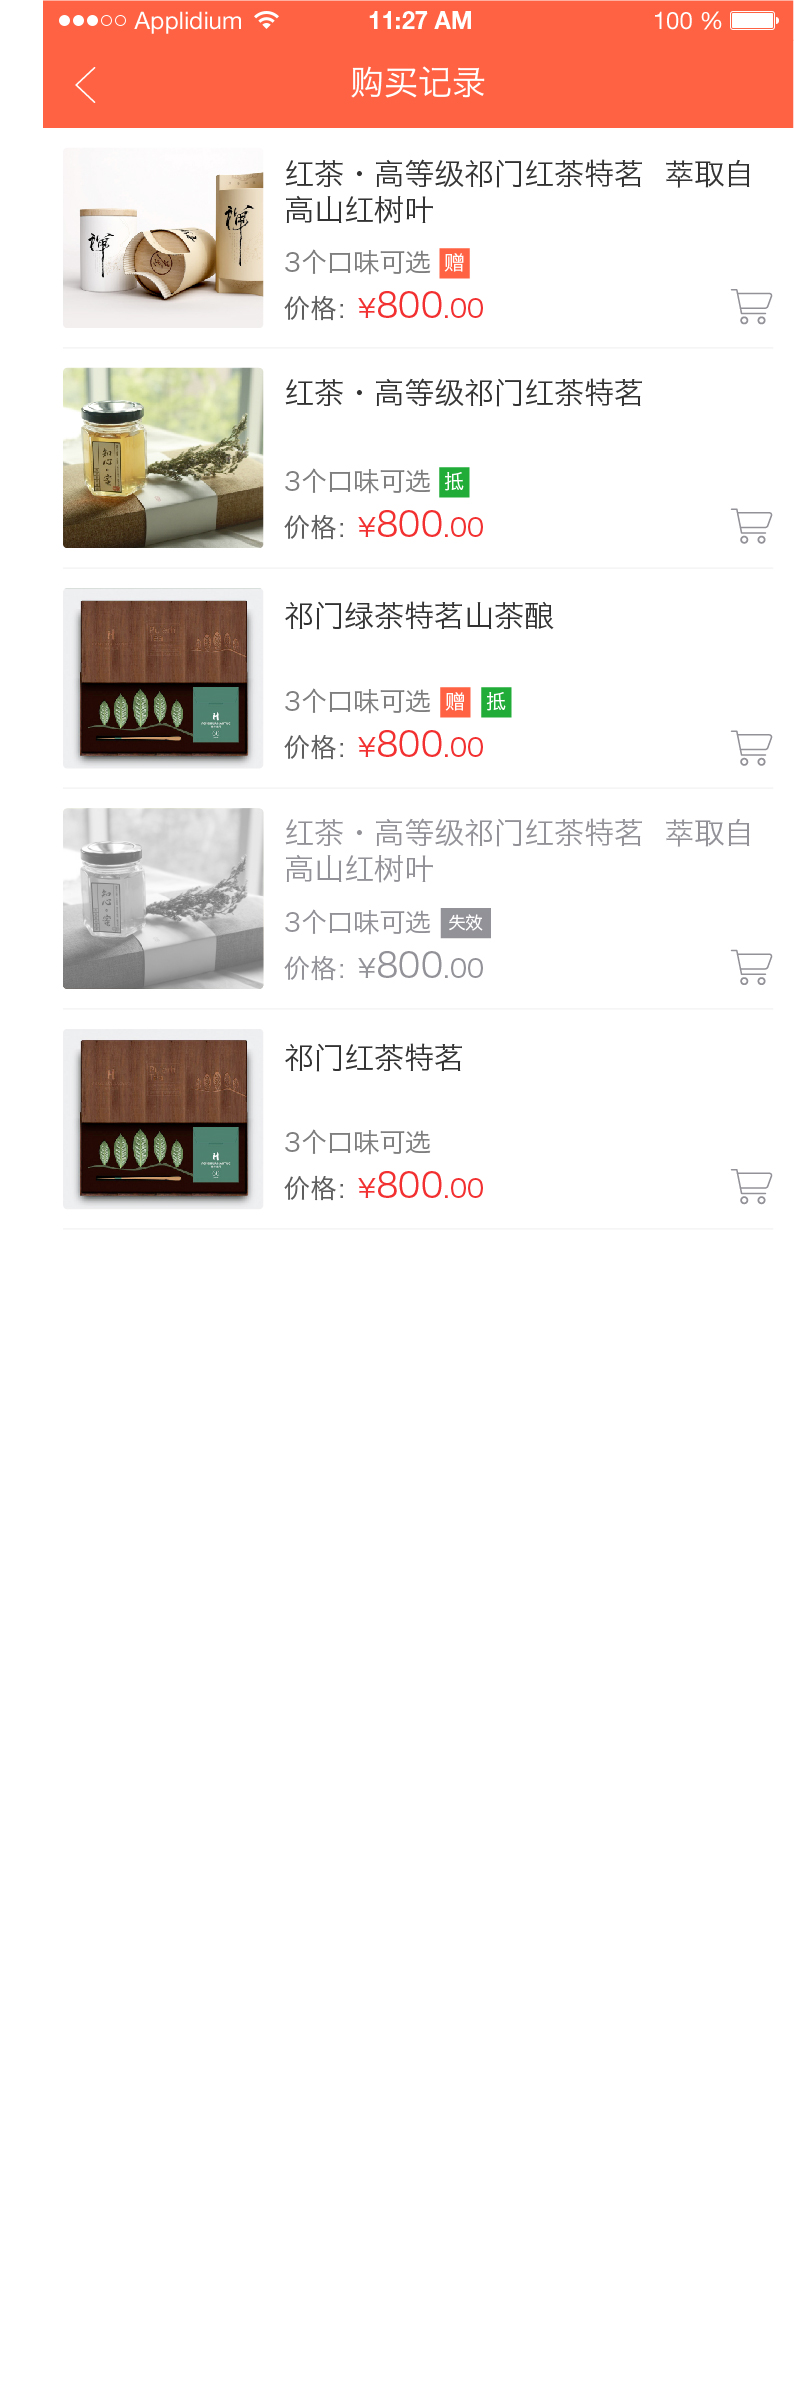 Applidium 11:27 AM 100 %
购买记录
红茶·高等级祁门红茶特茗 萃取自
高山红树叶
3个口味可选 赠
价格: ¥800.00
红茶·高等级祁门红茶特茗
3个口味可选 抵
价格: ¥800.00
祁门绿茶特茗山茶酿
3个口味可选 赠 抵
价格: ¥800.00
红茶·高等级祁门红茶特茗 萃取自
高山红树叶
3个口味可选 失效
价格: ¥800.00
祁门红茶特茗
3个口味可选
价格: ¥800.00